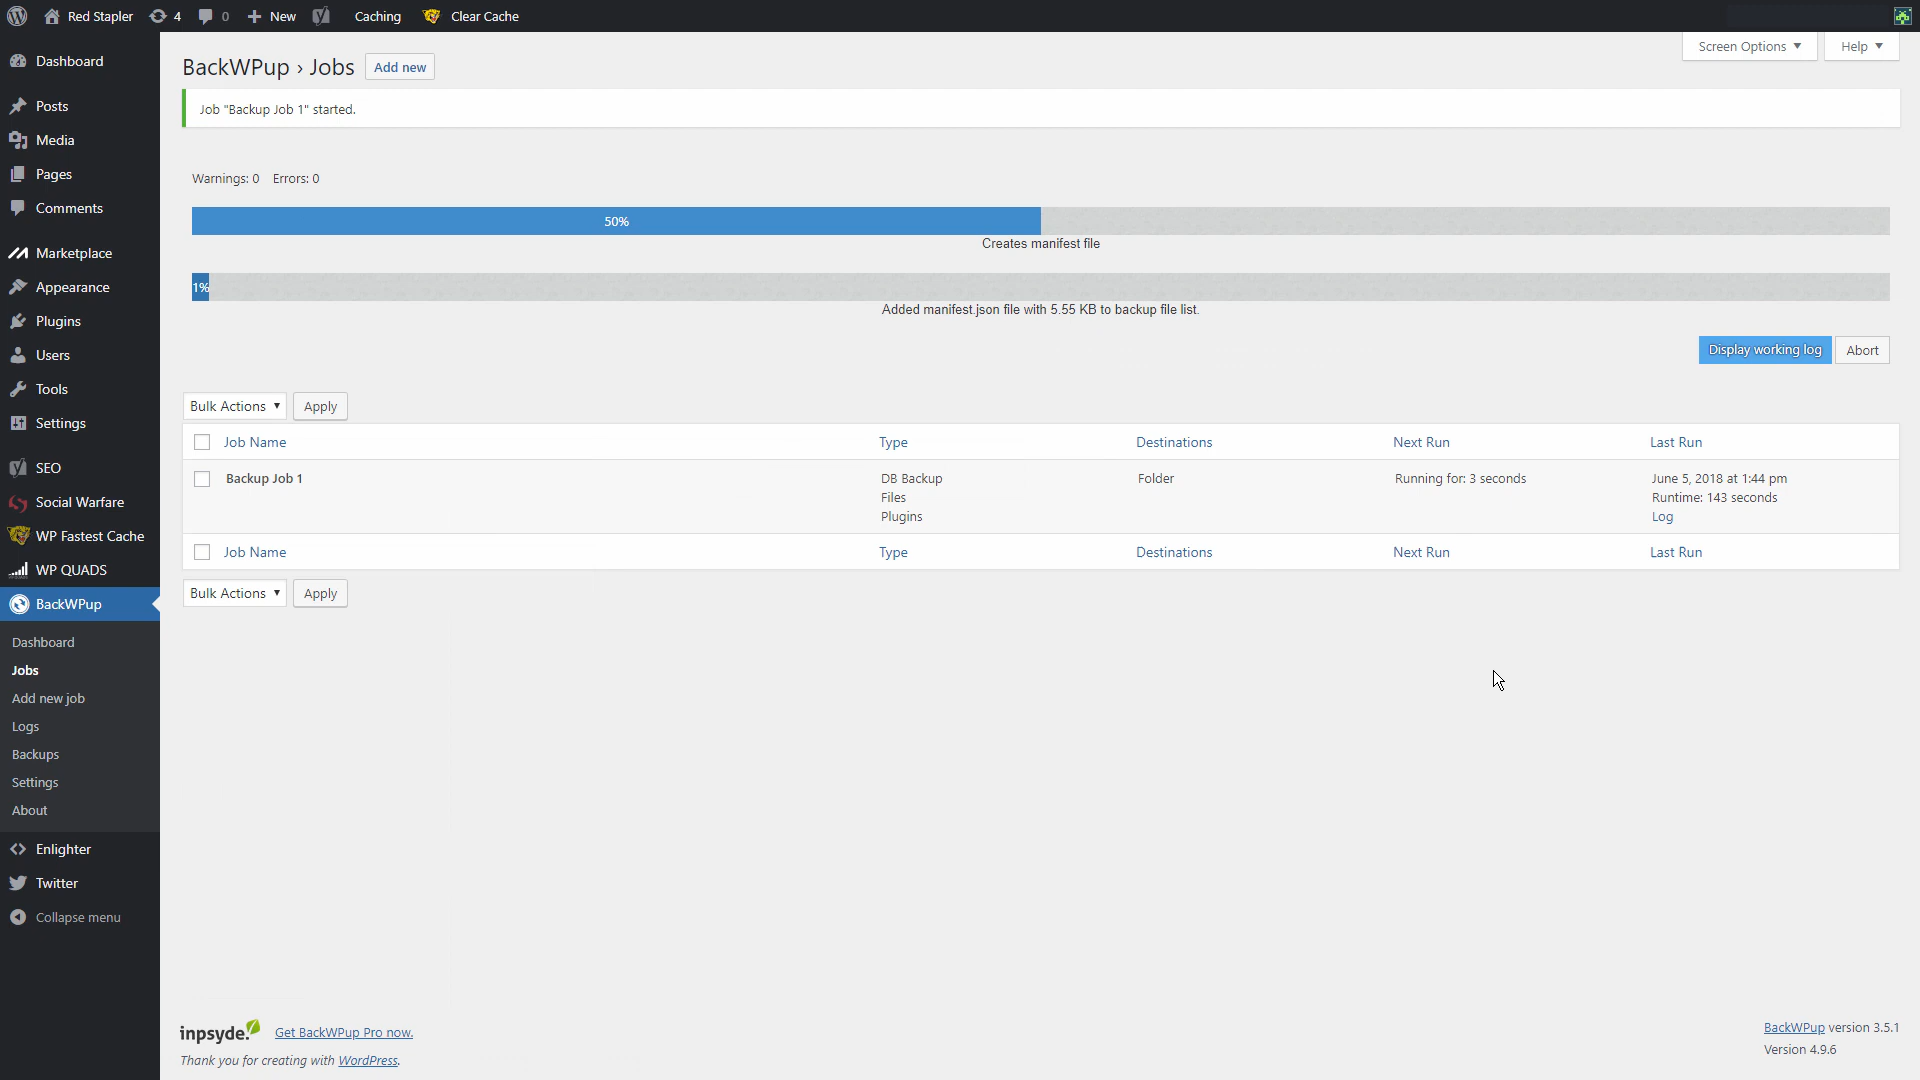 Red Stapler 4 0 New Caching Clear Cache
Screen Options ▼ Help ▼
BackWPup › Jobs Add new
Job "Backup Job 1" started.
Warnings: 0 Errors: 0
50%
Creates manifest file
1%
Added manifest.json file with 5.55 KB to backup file list.
Display working log Abort
Bulk Actions ▼ Apply
Job Name Type Destinations Next Run Last Run
Backup Job 1 DB Backup Folder Running for: 3 seconds June 5, 2018 at 1:44 pm
Files Runtime: 143 seconds
Plugins Log
Job Name Type Destinations Next Run Last Run
Bulk Actions ▼ Apply
Dashboard
Posts
Media
Pages
Comments
Marketplace
Appearance
Plugins
Users
Tools
Settings
SEO
Social Warfare
WP Fastest Cache
WP QUADS
BackWPup
Dashboard
Jobs
Add new job
Logs
Backups
Settings
About
Enlighter
Twitter
Collapse menu
inpsyde. Get BackWPup Pro now.
Thank you for creating with WordPress.
BackWPup version 3.5.1
Version 4.9.6